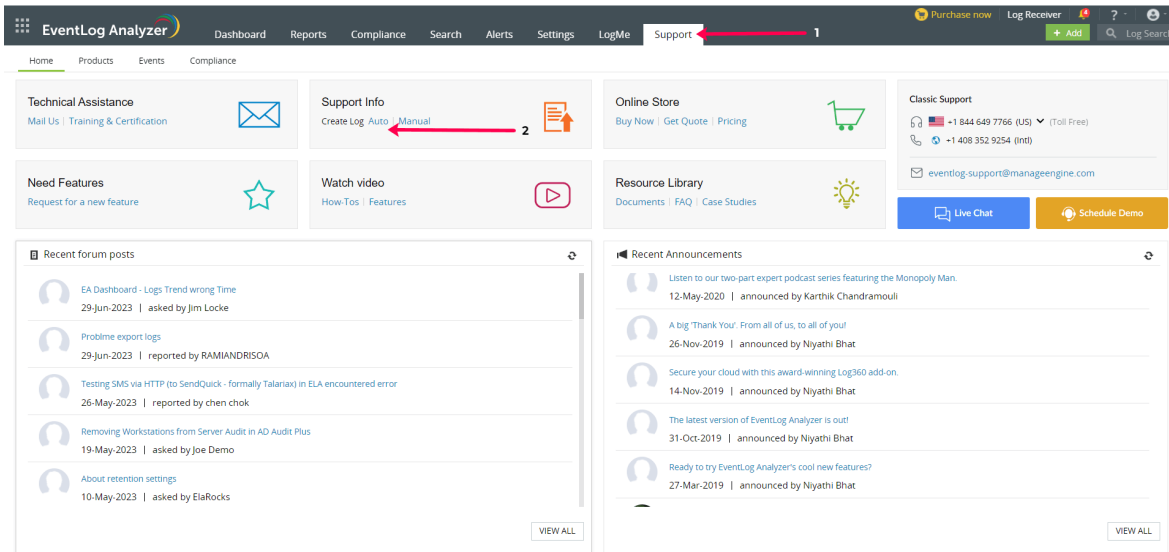 Purchase now Log Receiver 4 ?
EventLog Analyzer Dashboard Reports Compliance Search Alerts Settings LogMe Support 1 + Add Log Search
Home Products Events Compliance
Technical Assistance
Mail Us | Training & Certification
Support Info
Create Log Auto | Manual
2
Online Store
Buy Now | Get Quote | Pricing
Classic Support
+1 844 649 7766 (US) (Toll Free)
+1 408 352 9254 (Intl)
eventlog-support@manageengine.com
Need Features
Request for a new feature
Watch video
How-Tos | Features
Resource Library
Documents | FAQ | Case Studies
Live Chat
Schedule Demo
Recent forum posts
EA Dashboard - Logs Trend wrong Time
29-Jun-2023 | asked by Jim Locke
Problme export logs
29-Jun-2023 | reported by RAMIANDRISOA
Testing SMS via HTTP (to SendQuick - formally Talariax) in ELA encountered error
26-May-2023 | reported by chen chok
Removing Workstations from Server Audit in AD Audit Plus
19-May-2023 | asked by Joe Demo
About retention settings
10-May-2023 | asked by ElaRocks
VIEW ALL
Recent Announcements
Listen to our two-part expert podcast series featuring the Monopoly Man.
12-May-2020 | announced by Karthik Chandramouli
A big 'Thank You'. From all of us, to all of you!
26-Nov-2019 | announced by Niyathi Bhat
Secure your cloud with this award-winning Log360 add-on.
14-Nov-2019 | announced by Niyathi Bhat
The latest version of EventLog Analyzer is out!
31-Oct-2019 | announced by Niyathi Bhat
Ready to try EventLog Analyzer's cool new features?
27-Mar-2019 | announced by Niyathi Bhat
VIEW ALL